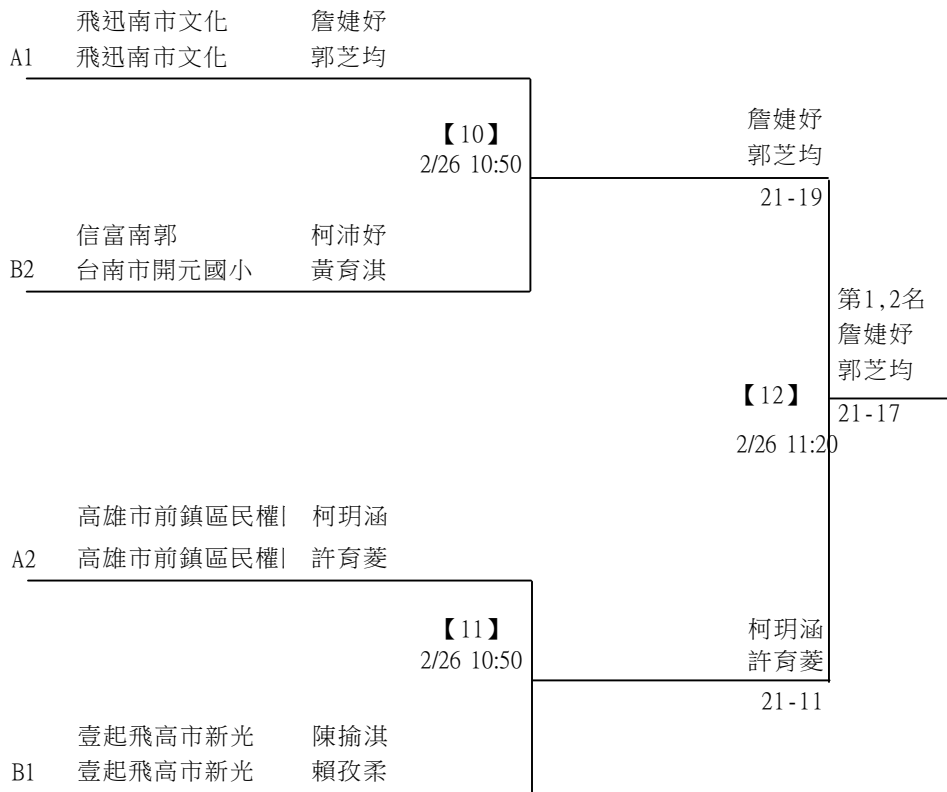 飛迅南市文化 詹婕妤
A1 飛迅南市文化 郭芝均
【10】
2/26 10:50
詹婕妤
郭芝均
21-19
信富南郭 柯沛妤
B2 台南市開元國小 黃育淇
第1,2名
詹婕妤
郭芝均
【12】
21-17
2/26 11:20
高雄市前鎮區民權 柯玥涵
A2 高雄市前鎮區民權 許育菱
【11】
2/26 10:50
柯玥涵
許育菱
21-11
壹起飛高市新光 陳揄淇
B1 壹起飛高市新光 賴孜柔